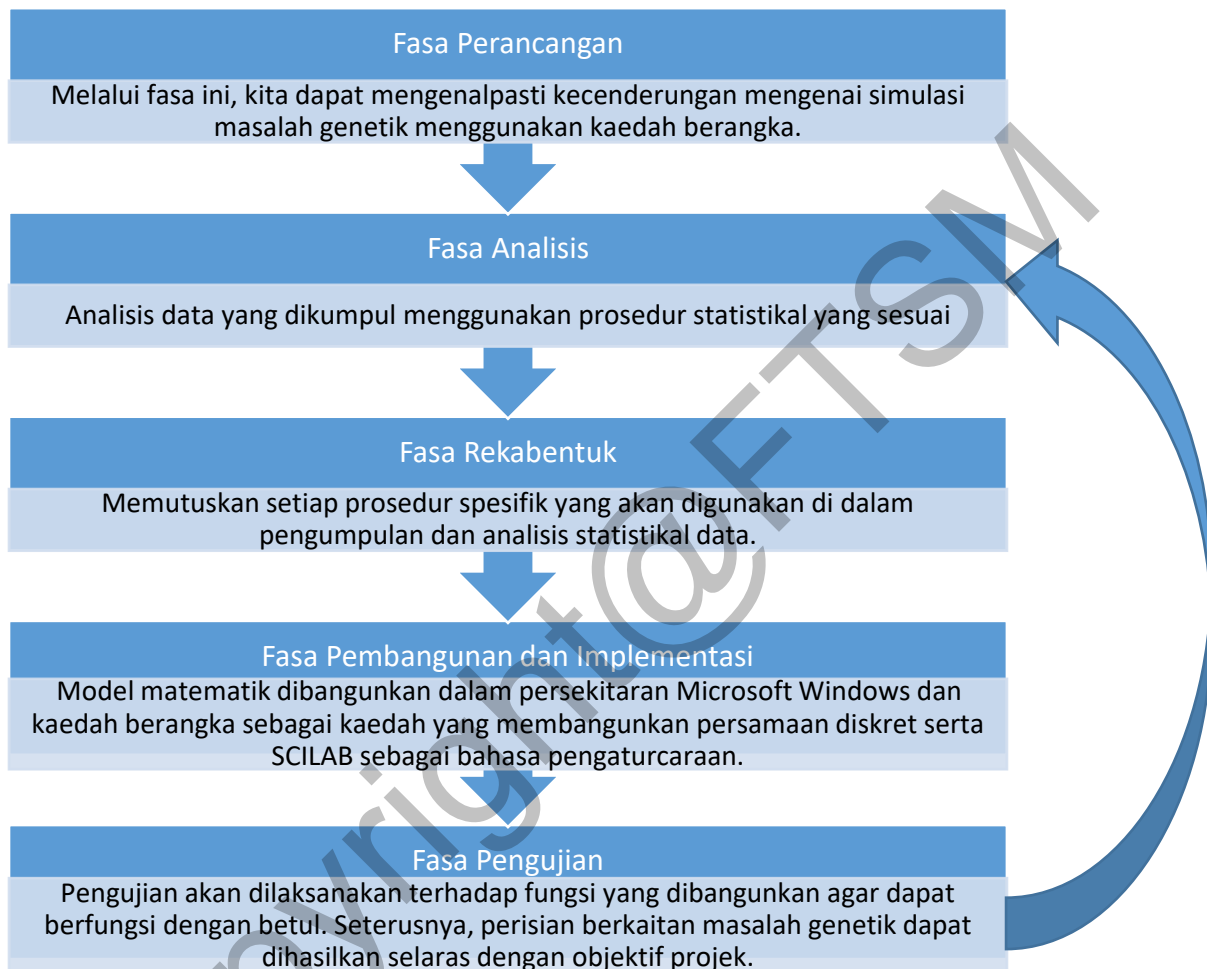 Fasa Perancangan
Melalui fasa ini, kita dapat mengenalpasti kecenderungan mengenai simulasi
masalah genetik menggunakan kaedah berangka.
Fasa Analisis
Analisis data yang dikumpul menggunakan prosedur statistikal yang sesuai
Fasa Rekabentuk
Memutuskan setiap prosedur spesifik yang akan digunakan di dalam
pengumpulan dan analisis statistikal data.
Fasa Pembangunan dan Implementasi
Model matematik dibangunkan dalam persekitaran Microsoft Windows dan
kaedah berangka sebagai kaedah yang membangunkan persamaan diskret serta
SCILAB sebagai bahasa pengaturcaraan.
Fasa Pengujian
Pengujian akan dilaksanakan terhadap fungsi yang dibangunkan agar dapat
berfungsi dengan betul. Seterusnya, perisian berkaitan masalah genetik dapat
dihasilkan selaras dengan objektif projek.
pyright@FTSM